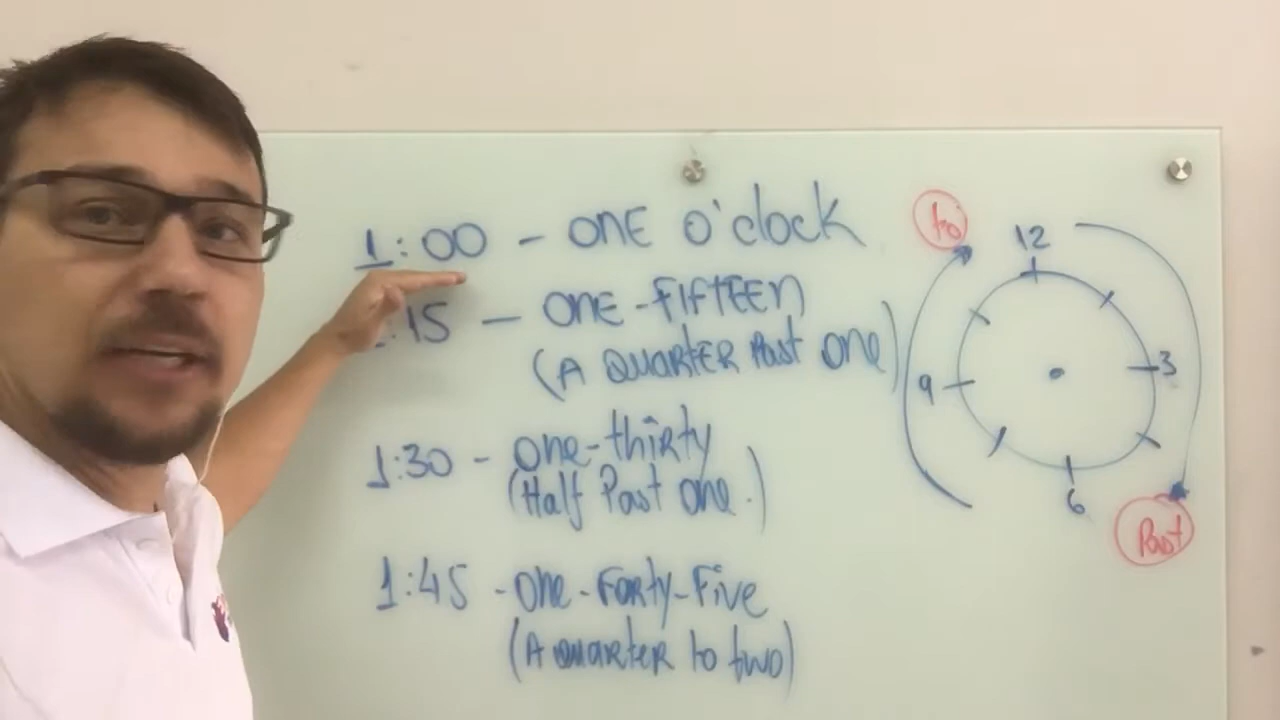 1:00 - ONE O'clock
:15 - ONE-FIFTEEN
(A QUARTER Past ONE)
1:30 - One-thirty
(Half Past One.)
1:45 - One-Forty-Five
(A Quarter to two)
to
12
3
9
6
Past